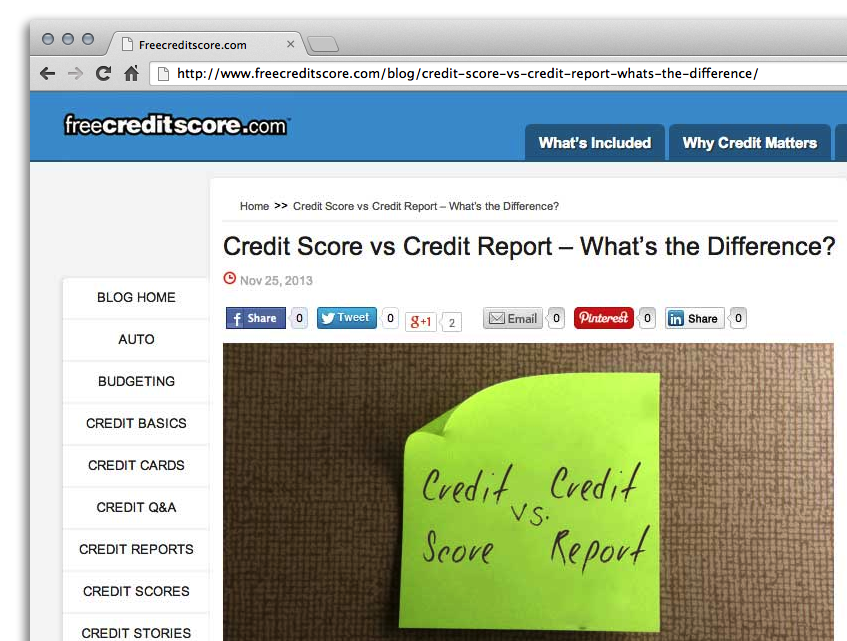 Freecreditscore.com
http://www.freecreditscore.com/blog/credit-score-vs-credit-report-whats-the-difference/
freecreditscore.com
What's Included
Why Credit Matters
Home >> Credit Score vs Credit Report – What's the Difference?
Credit Score vs Credit Report – What's the Difference?
Nov 25, 2013
f Share 0 Tweet 0 g+1 2 Email 0 Pinterest 0 in Share 0
BLOG HOME
AUTO
BUDGETING
CREDIT BASICS
CREDIT CARDS
CREDIT Q&A
CREDIT REPORTS
CREDIT SCORES
CREDIT STORIES
Credit Credit
vs.
Score Report